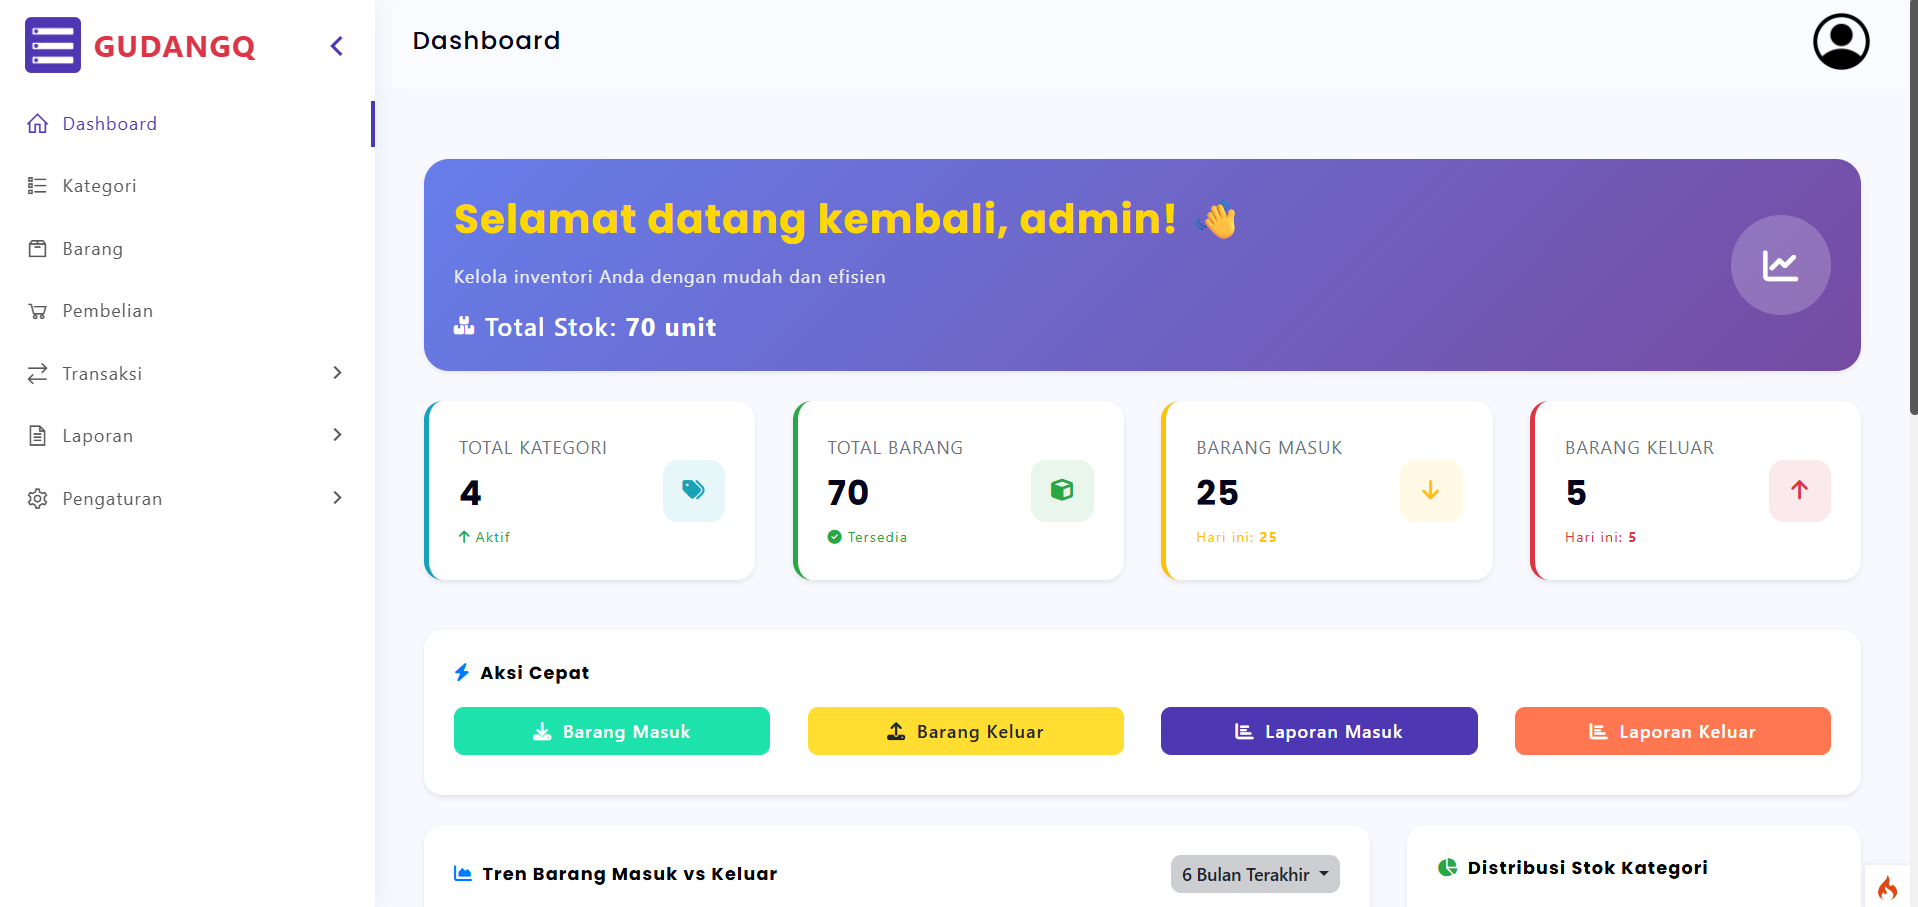 GUDANGQ
Dashboard
Kategori
Barang
Pembelian
Transaksi
Laporan
Pengaturan
Dashboard
Selamat datang kembali, admin! 👋
Kelola inventori Anda dengan mudah dan efisien
Total Stok: 70 unit
TOTAL KATEGORI
4
Aktif
TOTAL BARANG
70
Tersedia
BARANG MASUK
25
Hari ini: 25
BARANG KELUAR
5
Hari ini: 5
Aksi Cepat
Barang Masuk
Barang Keluar
Laporan Masuk
Laporan Keluar
Tren Barang Masuk vs Keluar
6 Bulan Terakhir
Distribusi Stok Kategori